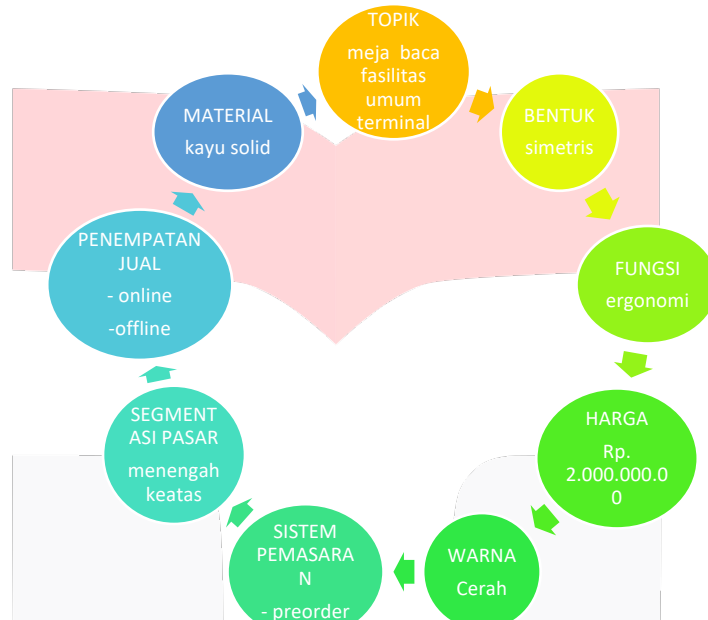 TOPIK
meja baca
fasilitas
umum
terminal
BENTUK
simetris
FUNGSI
ergonomi
HARGA
Rp.
2.000.000.0
0
WARNA
Cerah
SISTEM
PEMASARA
N
- preorder
SEGMENT
ASI PASAR
menengah
keatas
PENEMPATAN
JUAL
- online
-offline
MATERIAL
kayu solid